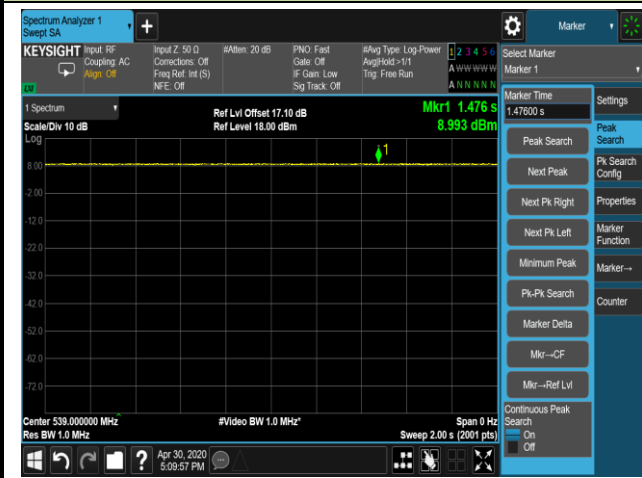 Spectrum Analyzer 1
Swept SA
Marker
KEYSIGHT
Input: RF
Coupling: AC
Align: Off
Input Z: 50 Ω
Corrections: Off
Freq Ref: Int (S)
NFE: Off
#Atten: 20 dB
PNO: Fast
Gate: Off
IF Gain: Low
Sig Track: Off
#Avg Type: Log-Power
Avg|Hold:>1/1
Trig: Free Run
1 2 3 4 5 6
A W W W W W
A N N N N N
Select Marker
Marker 1
1 Spectrum
Scale/Div 10 dB
Log
Ref Lvl Offset 17.10 dB
Ref Level 18.00 dBm
Mkr1 1.476 s
8.993 dBm
1
8.00
-2.00
-12.0
-22.0
-32.0
-42.0
-52.0
-62.0
-72.0
Center 539.000000 MHz
Res BW 1.0 MHz
#Video BW 1.0 MHz*
Span 0 Hz
Sweep 2.00 s (2001 pts)
Marker Time
1.47600 s
Peak Search
Next Peak
Next Pk Right
Next Pk Left
Minimum Peak
Pk-Pk Search
Marker Delta
Mkr→CF
Mkr→Ref Lvl
Continuous Peak
Search
On
Off
Settings
Peak
Search
Pk Search
Config
Properties
Marker
Function
Marker→
Counter
?
Apr 30, 2020
5:09:57 PM